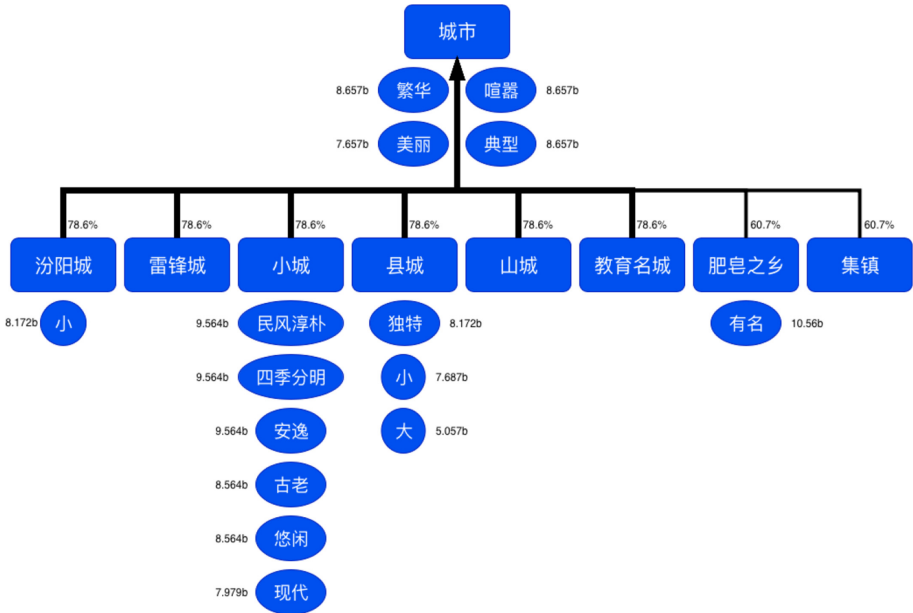 城市
8.657b 繁华 喧嚣 8.657b
7.657b 美丽 典型 8.657b
78.6% 78.6% 78.6% 78.6% 78.6% 78.6% 60.7% 60.7%
汾阳城 雷锋城 小城 县城 山城 教育名城 肥皂之乡 集镇
8.172b 小 9.564b 民风淳朴 独特 8.172b 有名 10.56b
9.564b 四季分明 小 7.687b
9.564b 安逸 大 5.057b
8.564b 古老
8.564b 悠闲
7.979b 现代